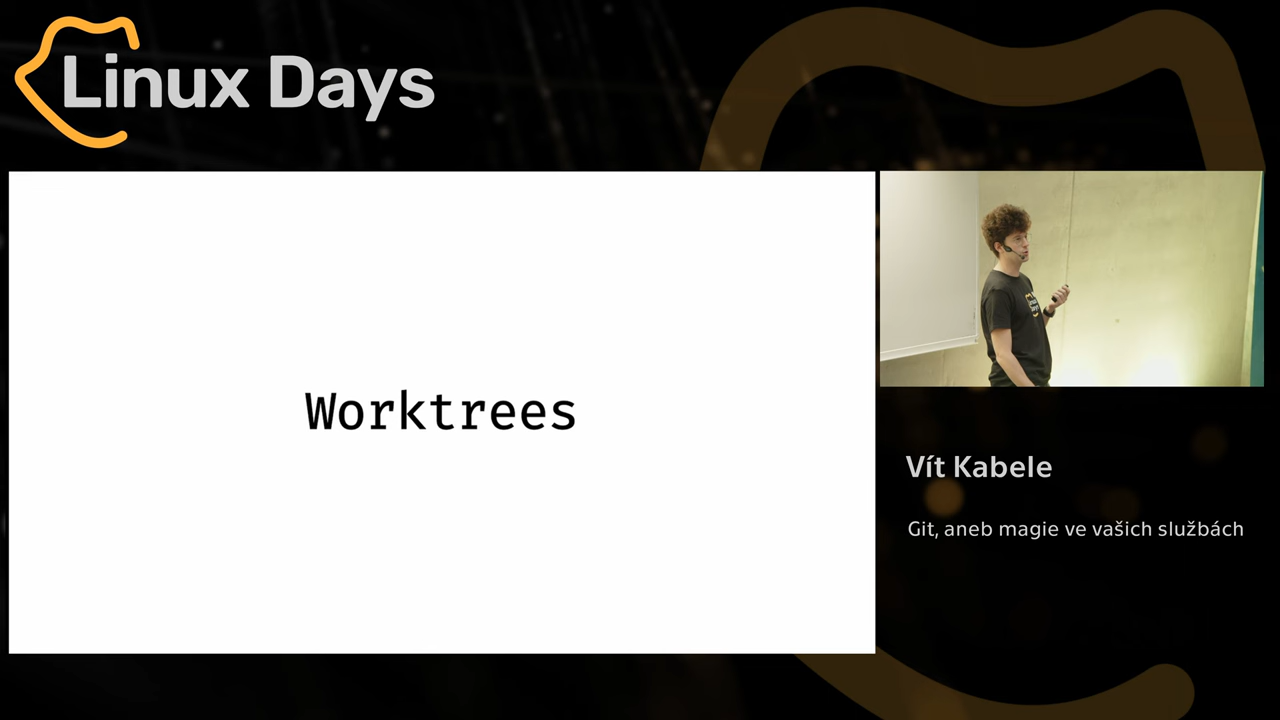 Linux Days
Worktrees
Vít Kabele
Git, aneb magie ve vašich službách